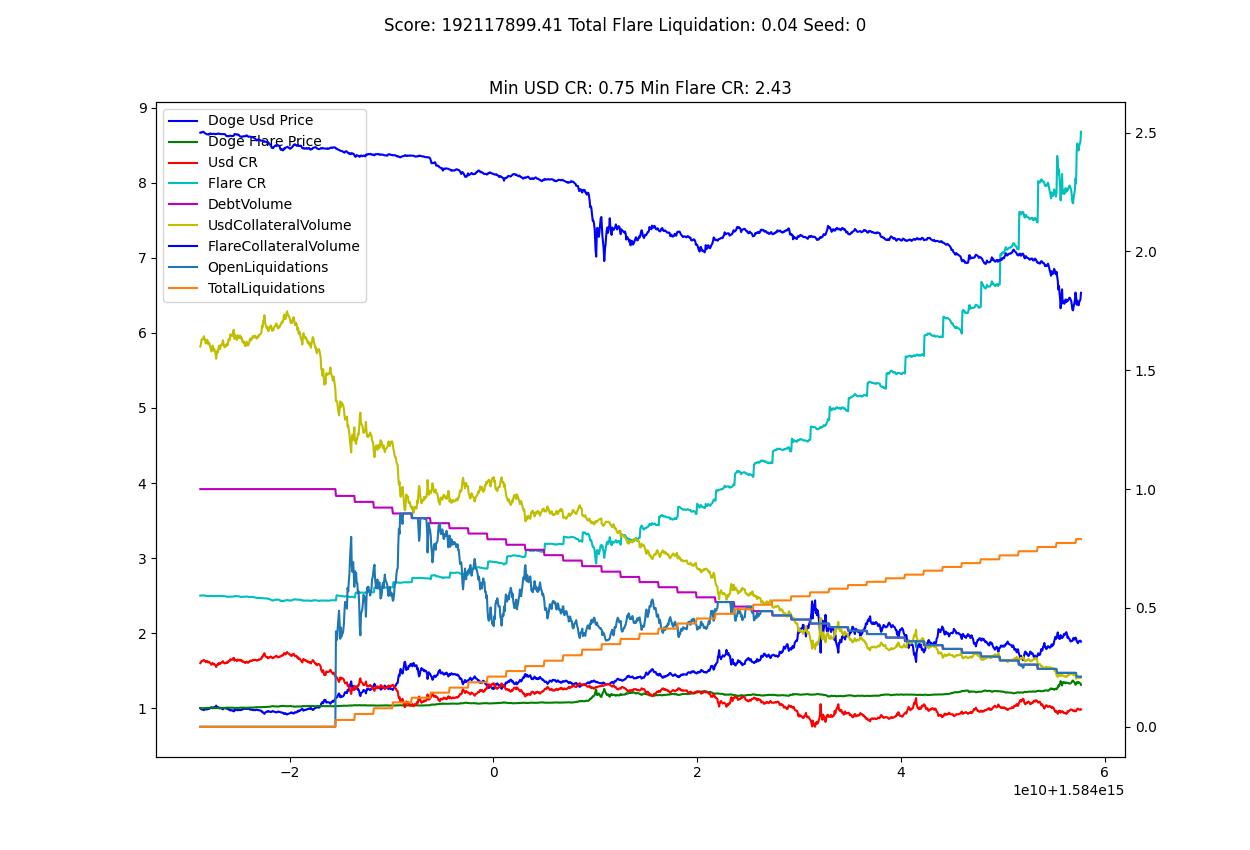 Score: 192117899.41 Total Flare Liquidation: 0.04 Seed: 0
Min USD CR: 0.75 Min Flare CR: 2.43
Doge Usd Price
Doge Flare Price
Usd CR
Flare CR
DebtVolume
UsdCollateralVolume
FlareCollateralVolume
OpenLiquidations
TotalLiquidations
9
8
7
6
5
4
3
2
1
2.5
2.0
1.5
1.0
0.5
0.0
−2 0 2 4 6
1e10+1.584e15